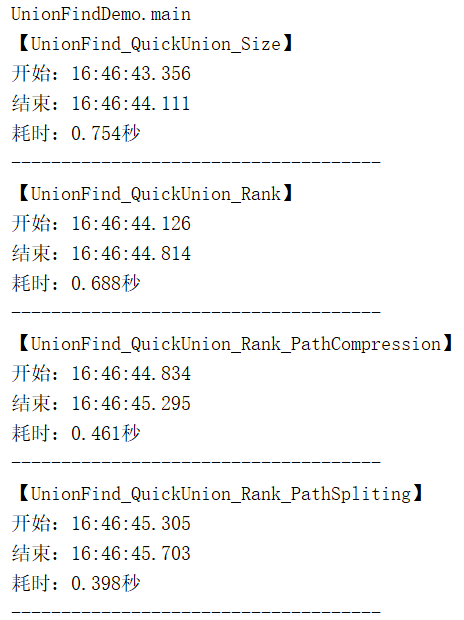 UnionFindDemo.main
【UnionFind_QuickUnion_Size】
开始：16:46:43.356
结束：16:46:44.111
耗时：0.754秒
-------------------------------------
【UnionFind_QuickUnion_Rank】
开始：16:46:44.126
结束：16:46:44.814
耗时：0.688秒
-------------------------------------
【UnionFind_QuickUnion_Rank_PathCompression】
开始：16:46:44.834
结束：16:46:45.295
耗时：0.461秒
-------------------------------------
【UnionFind_QuickUnion_Rank_PathSpliting】
开始：16:46:45.305
结束：16:46:45.703
耗时：0.398秒
-------------------------------------